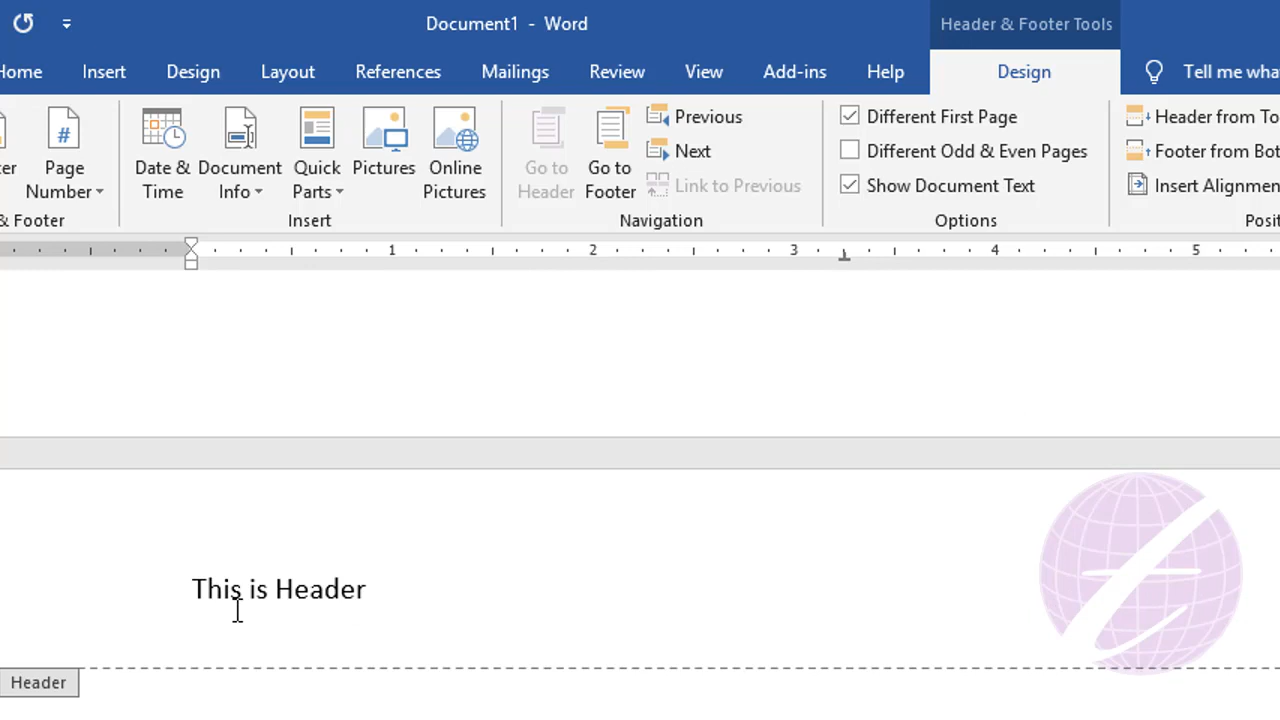 Document1 - Word
Header & Footer Tools
Home Insert Design Layout References Mailings Review View Add-ins Help Design Tell me what
Page Number
Date & Time
Document Info
Quick Parts
Pictures
Online Pictures
Go to Header
Go to Footer
Previous
Next
Link to Previous
Different First Page
Different Odd & Even Pages
Show Document Text
Header from To
Footer from Bot
Insert Alignmen
& Footer Insert Navigation Options Posit
1 2 3 4 5
This is Header
Header